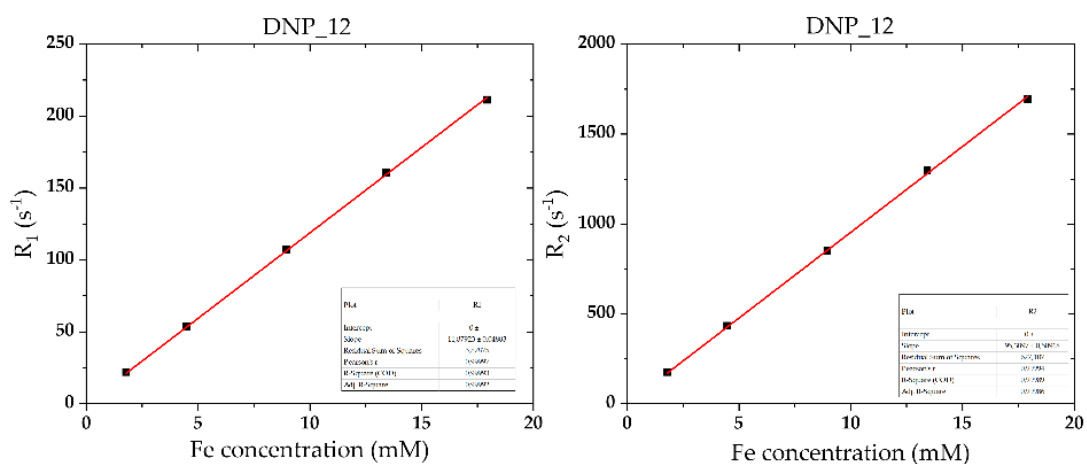 DNP_12
250
200
150
100
50
0
R₁ (s⁻¹)
Plot
Intercept 0 ±
Slope
Residual Sum of Squares
Pearson's r
R-Square (COD)
Adj. R-Square
0 5 10 15 20
Fe concentration (mM)
DNP_12
2000
1500
1000
500
0
R₂ (s⁻¹)
Plot
Intercept
Slope
Residual Sum of Squares
Pearson's r
R-Square (COD)
Adj. R-Square
0 5 10 15 20
Fe concentration (mM)